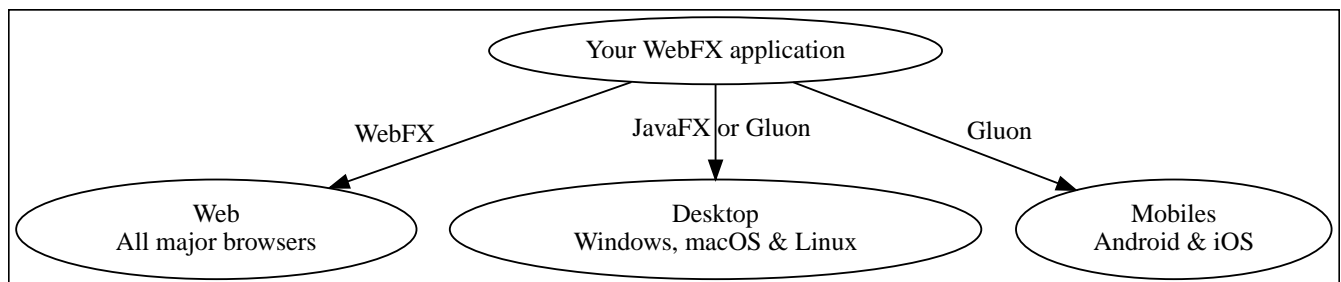 Your WebFX application
WebFX
JavaFX or Gluon
Gluon
Web
All major browsers
Desktop
Windows, macOS & Linux
Mobiles
Android & iOS